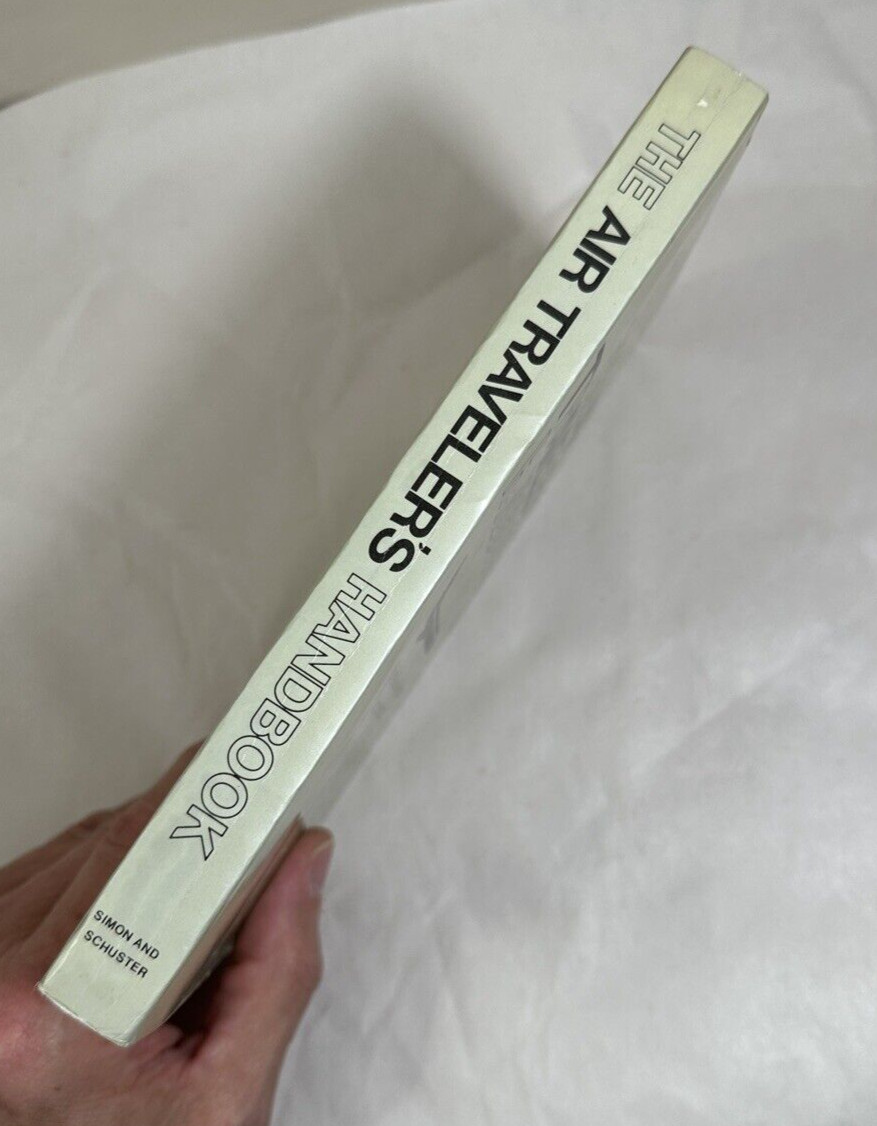 THE AIR TRAVELER'S HANDBOOK
SIMON AND
SCHUSTER